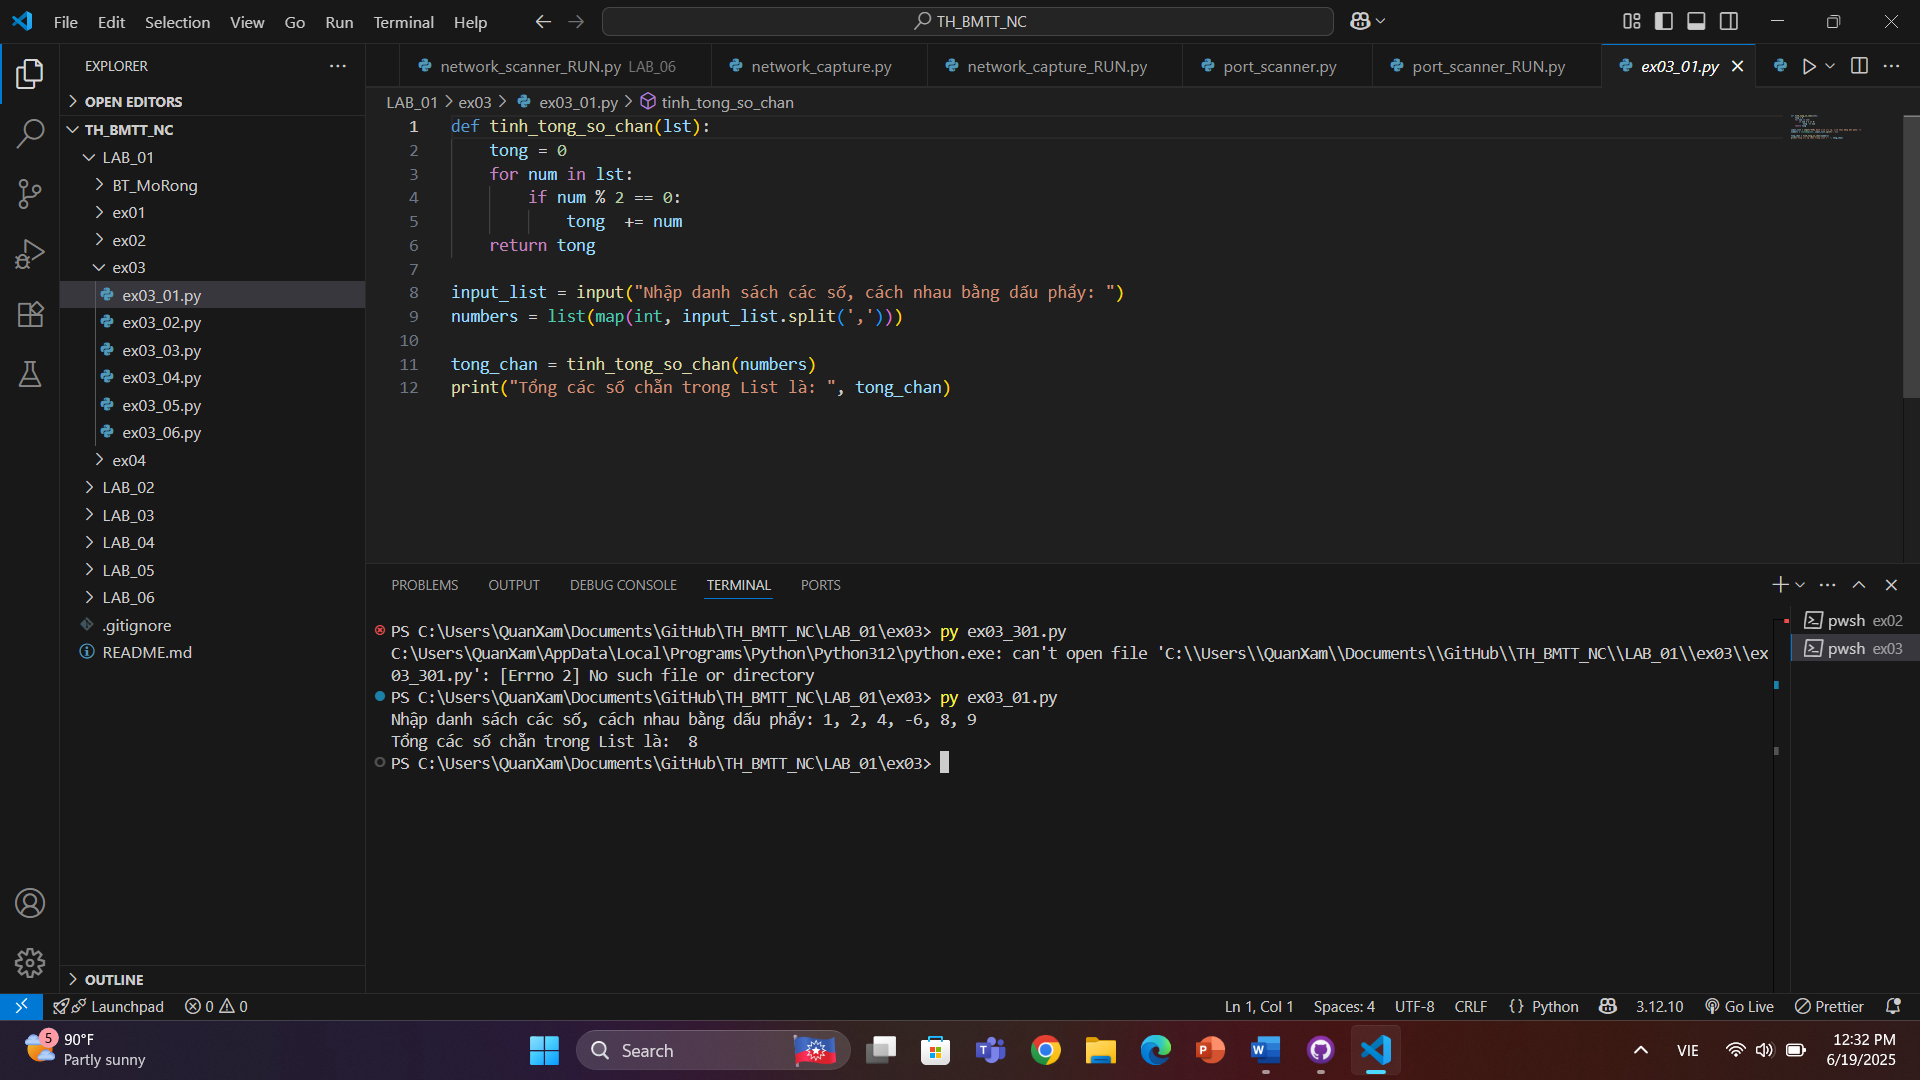 File Edit Selection View Go Run Terminal Help
TH_BMTT_NC
EXPLORER
OPEN EDITORS
TH_BMTT_NC
LAB_01
BT_MoRong
ex01
ex02
ex03
ex03_01.py
ex03_02.py
ex03_03.py
ex03_04.py
ex03_05.py
ex03_06.py
ex04
LAB_02
LAB_03
LAB_04
LAB_05
LAB_06
.gitignore
README.md
OUTLINE
network_scanner_RUN.py LAB_06 network_capture.py network_capture_RUN.py port_scanner.py port_scanner_RUN.py ex03_01.py
LAB_01 > ex03 > ex03_01.py > tinh_tong_so_chan
1 def tinh_tong_so_chan(lst):
2 tong = 0
3 for num in lst:
4 if num % 2 == 0:
5 tong  += num
6 return tong
7
8 input_list = input("Nhập danh sách các số, cách nhau bằng dấu phẩy: ")
9 numbers = list(map(int, input_list.split(',')))
10
11 tong_chan = tinh_tong_so_chan(numbers)
12 print("Tổng các số chẵn trong List là: ", tong_chan)
PROBLEMS OUTPUT DEBUG CONSOLE TERMINAL PORTS
PS C:\Users\QuanXam\Documents\GitHub\TH_BMTT_NC\LAB_01\ex03> py ex03_301.py
C:\Users\QuanXam\AppData\Local\Programs\Python\Python312\python.exe: can't open file 'C:\\Users\\QuanXam\\Documents\\GitHub\\TH_BMTT_NC\\LAB_01\\ex03\\ex
03_301.py': [Errno 2] No such file or directory
PS C:\Users\QuanXam\Documents\GitHub\TH_BMTT_NC\LAB_01\ex03> py ex03_01.py
Nhập danh sách các số, cách nhau bằng dấu phẩy: 1, 2, 4, -6, 8, 9
Tổng các số chẵn trong List là:  8
PS C:\Users\QuanXam\Documents\GitHub\TH_BMTT_NC\LAB_01\ex03>
pwsh ex02
pwsh ex03
Launchpad 0 0 Ln 1, Col 1 Spaces: 4 UTF-8 CRLF {} Python 3.12.10 Go Live Prettier
5
90°F
Partly sunny
Search
VIE
12:32 PM
6/19/2025